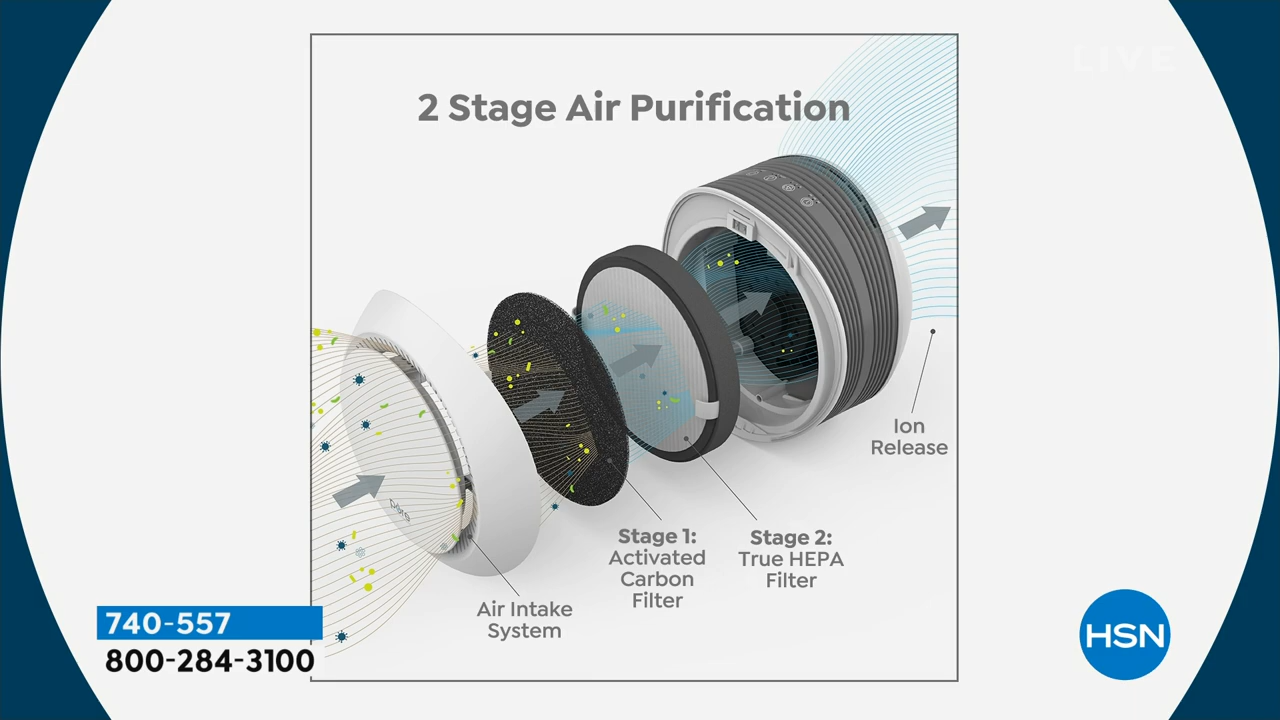 LIVE
2 Stage Air Purification
Ion
Release
Stage 1:
Activated
Carbon
Filter
Stage 2:
True HEPA
Filter
Air Intake
System
740-557
800-284-3100
HSN